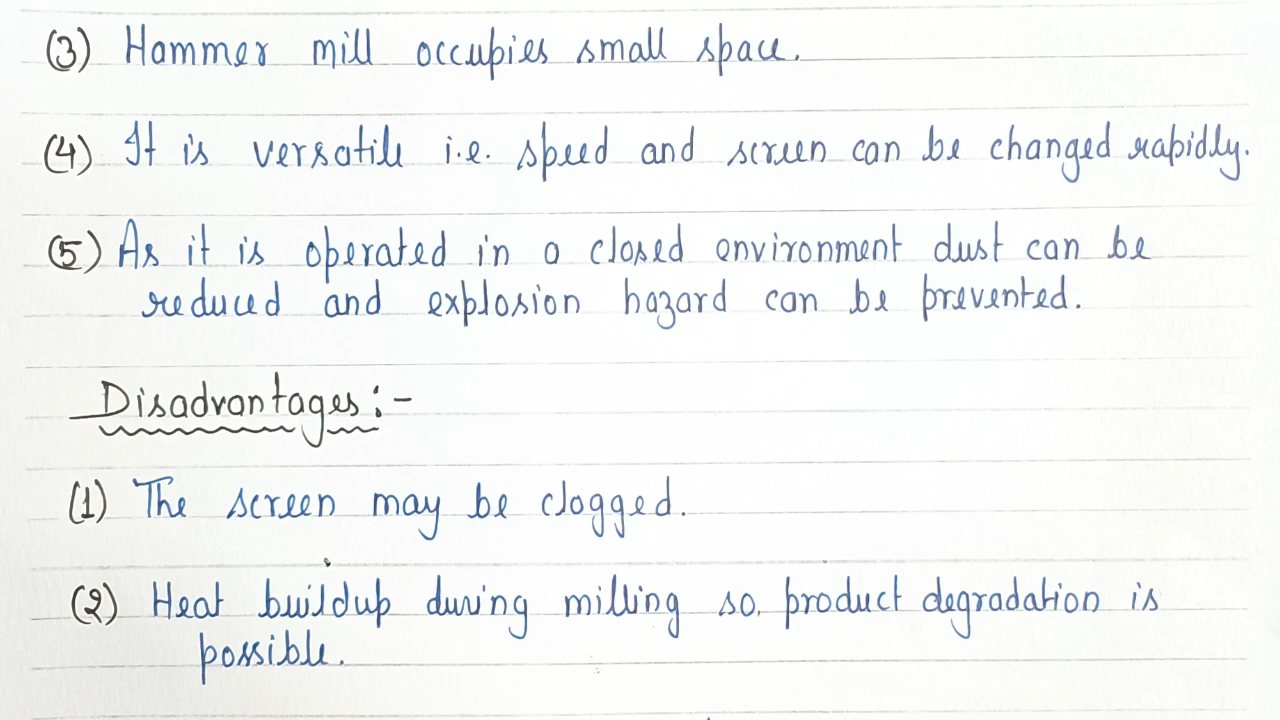 (3) Hammer mill occupies small space.
(4) It is versatile i.e. speed and screen can be changed rapidly.
(5) As it is operated in a closed environment dust can be
reduced and explosion hazard can be prevented.
Disadvantages :-
(1) The screen may be clogged.
(2) Heat buildup during milling so, product degradation is
possible.